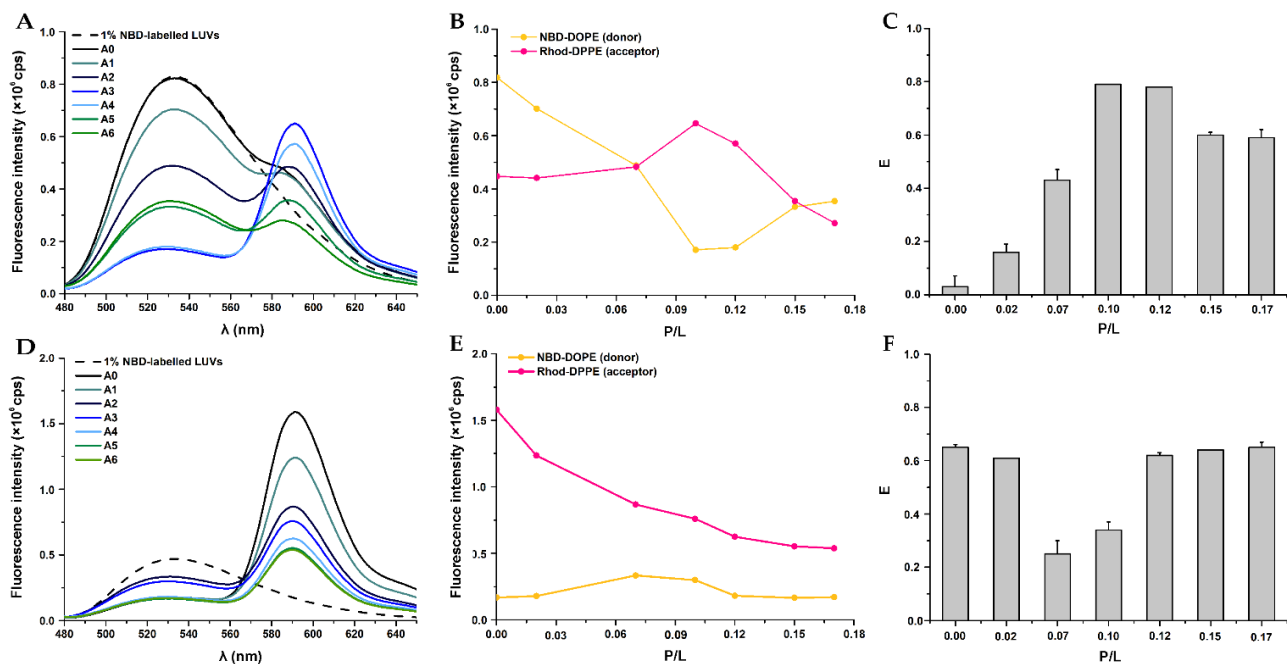 A
Fluorescence intensity (×10⁶ cps)
1.0
0.8
0.6
0.4
0.2
0.0
1% NBD-labelled LUVs
A0
A1
A2
A3
A4
A5
A6
480 500 520 540 560 580 600 620 640
λ (nm)
B
Fluorescence intensity (×10⁶ cps)
1.0
0.8
0.6
0.4
0.2
0.0
NBD-DOPE (donor)
Rhod-DPPE (acceptor)
0.00 0.03 0.06 0.09 0.12 0.15 0.18
P/L
C
E
1.0
0.8
0.6
0.4
0.2
0.0
0.00 0.02 0.07 0.10 0.12 0.15 0.17
P/L
D
Fluorescence intensity (×10⁶ cps)
2.0
1.5
1.0
0.5
0.0
1% NBD-labelled LUVs
A0
A1
A2
A3
A4
A5
A6
480 500 520 540 560 580 600 620 640
λ (nm)
E
Fluorescence intensity (×10⁶ cps)
2.0
1.5
1.0
0.5
0.0
NBD-DOPE (donor)
Rhod-DPPE (acceptor)
0.00 0.03 0.06 0.09 0.12 0.15 0.18
P/L
F
E
1.0
0.8
0.6
0.4
0.2
0.0
0.00 0.02 0.07 0.10 0.12 0.15 0.17
P/L